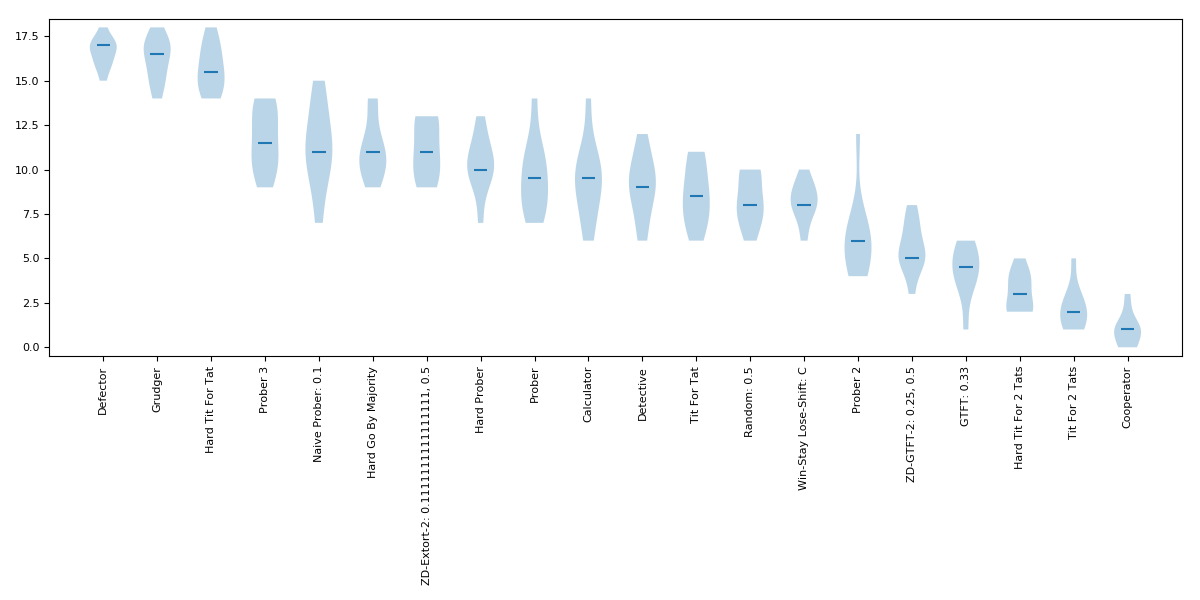 17.5
15.0
12.5
10.0
7.5
5.0
2.5
0.0
Defector
Grudger
Hard Tit For Tat
Prober 3
Naive Prober: 0.1
Hard Go By Majority
ZD-Extort-2: 0.1111111111111111, 0.5
Hard Prober
Prober
Calculator
Detective
Tit For Tat
Random: 0.5
Win-Stay Lose-Shift: C
Prober 2
ZD-GTFT-2: 0.25, 0.5
GTFT: 0.33
Hard Tit For 2 Tats
Tit For 2 Tats
Cooperator